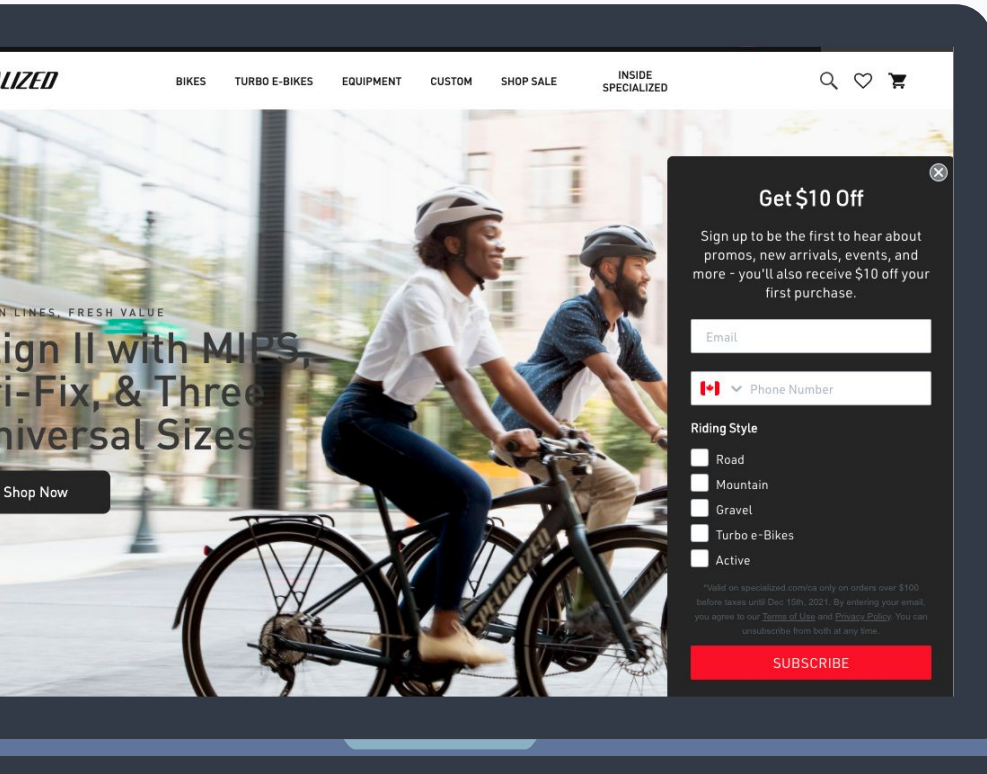 ALIZED
BIKES
TURBO E-BIKES
EQUIPMENT
CUSTOM
SHOP SALE
INSIDE
SPECIALIZED
N LINES, FRESH VALUE
ign II with MIPS,
i-Fix, & Three
niversal Sizes
Shop Now
SPECIALIZED
Get $10 Off
Sign up to be the first to hear about
promos, new arrivals, events, and
more - you'll also receive $10 off your
first purchase.
Email
Phone Number
Riding Style
Road
Mountain
Gravel
Turbo e-Bikes
Active
*Valid on specialized.com/ca only on orders over $100
before taxes until Dec 15th, 2021. By entering your email,
you agree to our Terms of Use and Privacy Policy. You can
unsubscribe from both at any time.
SUBSCRIBE